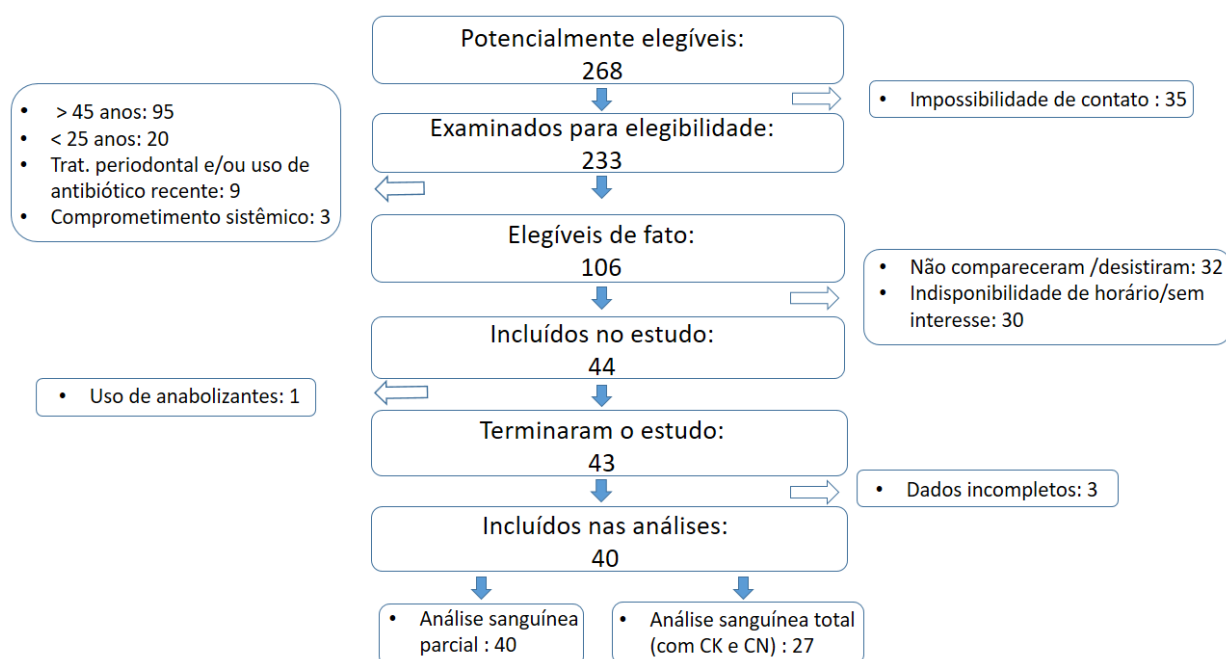 Potencialmente elegíveis:
268
• Impossibilidade de contato : 35
Examinados para elegibilidade:
233
• > 45 anos: 95
• < 25 anos: 20
• Trat. periodontal e/ou uso de
antibiótico recente: 9
• Comprometimento sistêmico: 3
Elegíveis de fato:
106
• Não compareceram /desistiram: 32
• Indisponibilidade de horário/sem
interesse: 30
Incluídos no estudo:
44
• Uso de anabolizantes: 1
Terminaram o estudo:
43
• Dados incompletos: 3
Incluídos nas análises:
40
• Análise sanguínea
parcial : 40
• Análise sanguínea total
(com CK e CN) : 27